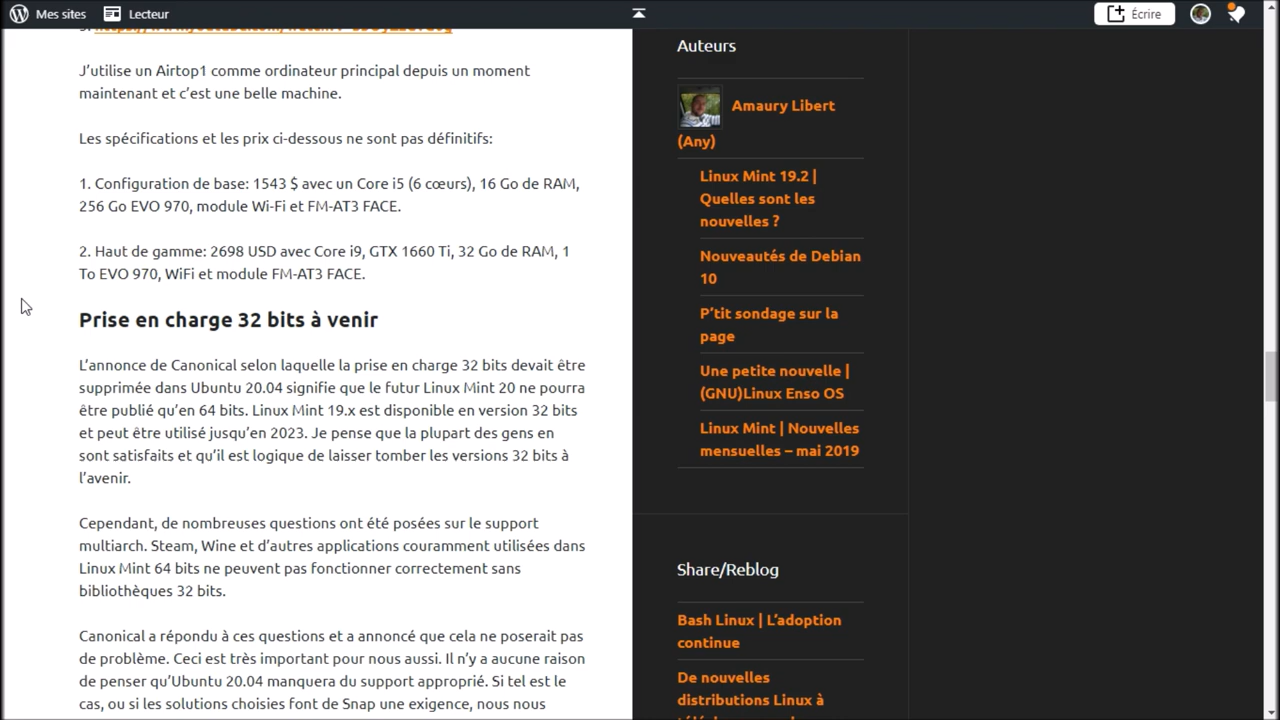 Mes sites
Lecteur
Écrire
J'utilise un Airtop1 comme ordinateur principal depuis un moment
maintenant et c'est une belle machine.
Les spécifications et les prix ci-dessous ne sont pas définitifs:
1. Configuration de base: 1543 $ avec un Core i5 (6 cœurs), 16 Go de RAM,
256 Go EVO 970, module Wi-Fi et FM-AT3 FACE.
2. Haut de gamme: 2698 USD avec Core i9, GTX 1660 Ti, 32 Go de RAM, 1
To EVO 970, WiFi et module FM-AT3 FACE.
Prise en charge 32 bits à venir
L'annonce de Canonical selon laquelle la prise en charge 32 bits devait être
supprimée dans Ubuntu 20.04 signifie que le futur Linux Mint 20 ne pourra
être publié qu'en 64 bits. Linux Mint 19.x est disponible en version 32 bits
et peut être utilisé jusqu'en 2023. Je pense que la plupart des gens en
sont satisfaits et qu'il est logique de laisser tomber les versions 32 bits à
l'avenir.
Cependant, de nombreuses questions ont été posées sur le support
multiarch. Steam, Wine et d'autres applications couramment utilisées dans
Linux Mint 64 bits ne peuvent pas fonctionner correctement sans
bibliothèques 32 bits.
Canonical a répondu à ces questions et a annoncé que cela ne poserait pas
de problème. Ceci est très important pour nous aussi. Il n'y a aucune raison
de penser qu'Ubuntu 20.04 manquera du support approprié. Si tel est le
cas, ou si les solutions choisies font de Snap une exigence, nous nous
Auteurs
Amaury Libert
(Any)
Linux Mint 19.2 |
Quelles sont les
nouvelles ?
Nouveautés de Debian
10
P'tit sondage sur la
page
Une petite nouvelle |
(GNU)Linux Enso OS
Linux Mint | Nouvelles
mensuelles – mai 2019
Share/Reblog
Bash Linux | L'adoption
continue
De nouvelles
distributions Linux à